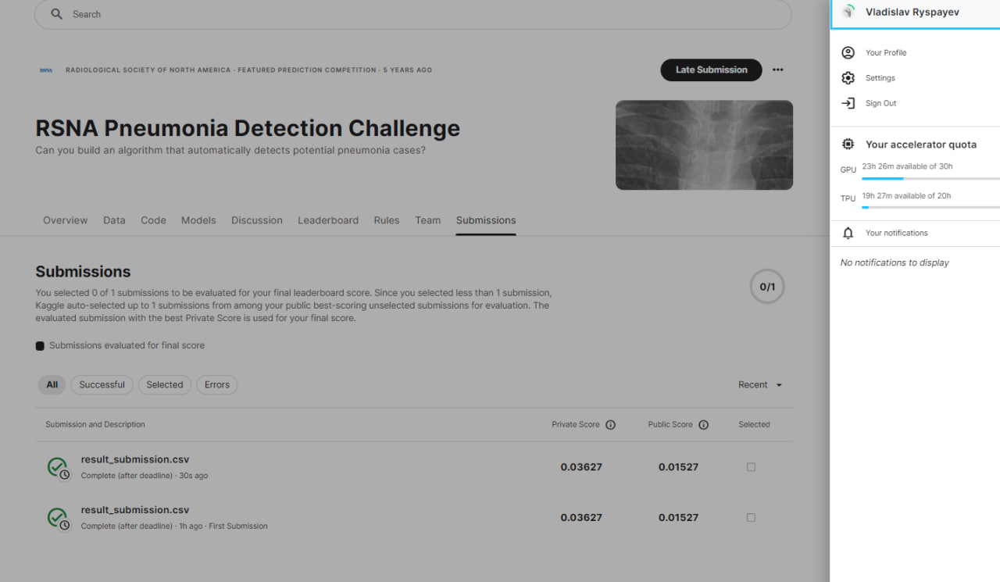 Search
Vladislav Ryspayev
Your Profile
Settings
Sign Out
Your accelerator quota
GPU 23h 26m available of 30h
TPU 19h 27m available of 20h
Your notifications
No notifications to display
RSNA RADIOLOGICAL SOCIETY OF NORTH AMERICA · FEATURED PREDICTION COMPETITION · 5 YEARS AGO
Late Submission
RSNA Pneumonia Detection Challenge
Can you build an algorithm that automatically detects potential pneumonia cases?
Overview Data Code Models Discussion Leaderboard Rules Team Submissions
Submissions
You selected 0 of 1 submissions to be evaluated for your final leaderboard score. Since you selected less than 1 submission,
Kaggle auto-selected up to 1 submissions from among your public best-scoring unselected submissions for evaluation. The
evaluated submission with the best Private Score is used for your final score.
0/1
Submissions evaluated for final score
All Successful Selected Errors Recent
Submission and Description Private Score Public Score Selected
result_submission.csv
Complete (after deadline) · 30s ago
0.03627 0.01527
result_submission.csv
Complete (after deadline) · 1h ago · First Submission
0.03627 0.01527